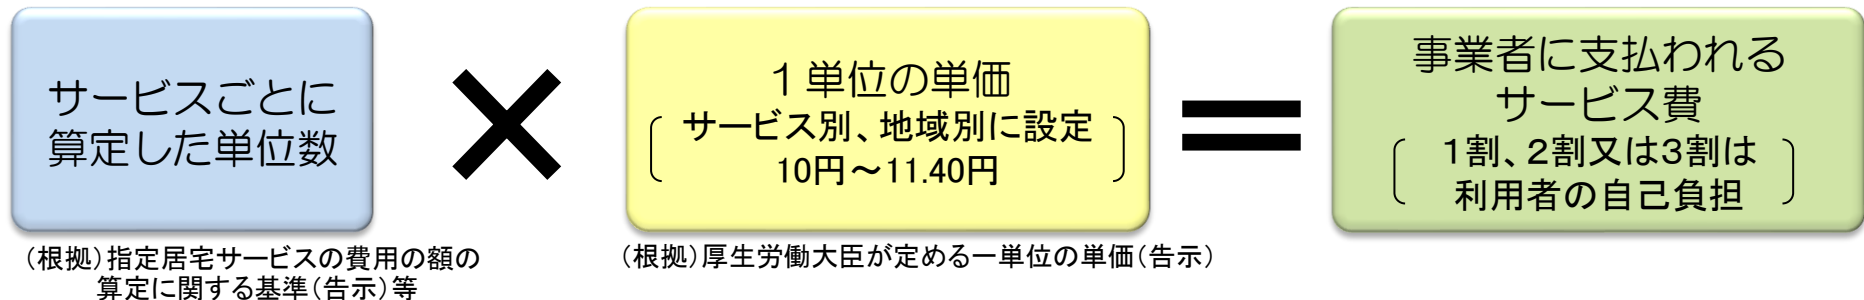 サービスごとに
算定した単位数
×
１単位の単価
サービス別、地域別に設定
10円～11.40円
＝
事業者に支払われる
サービス費
１割、２割又は３割は
利用者の自己負担
（根拠）指定居宅サービスの費用の額の
算定に関する基準（告示）等
（根拠）厚生労働大臣が定める一単位の単価（告示）